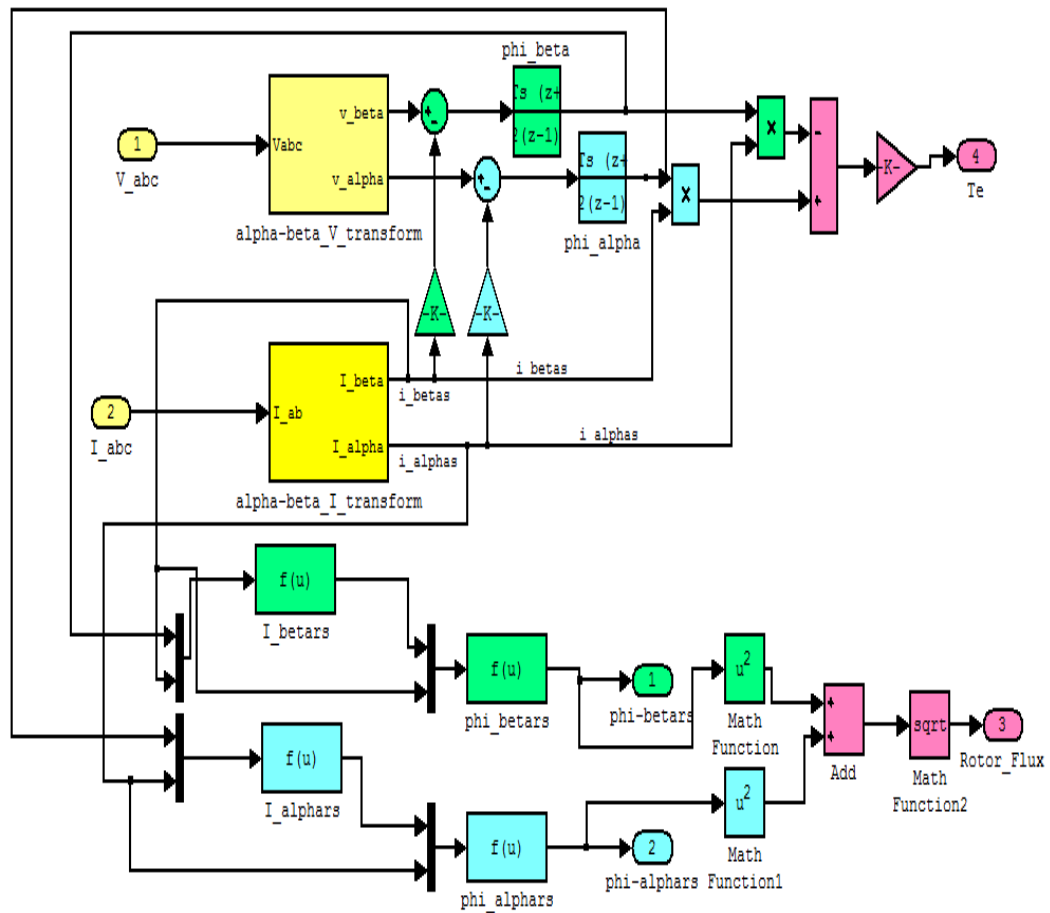 phi_beta
Ts (z+
2(z-1)
v_beta
+
-
Vabc
1
V_abc
v_alpha
+
-
Ts (z+
2(z-1)
phi_alpha
alpha-beta_V_transform
×
×
-
+
-K-
4
Te
-K-
-K-
I_beta
i_betas
i betas
2
I_abc
I_ab
I_alpha
i_alphas
i alphas
alpha-beta_I_transform
f(u)
I_betars
f(u)
phi_betars
1
phi-betars
u²
Math
Function
+
+
Add
sqrt
Math
Function2
3
Rotor_Flux
f(u)
I_alphars
f(u)
phi_alphars
2
phi-alphars
u²
Math
Function1